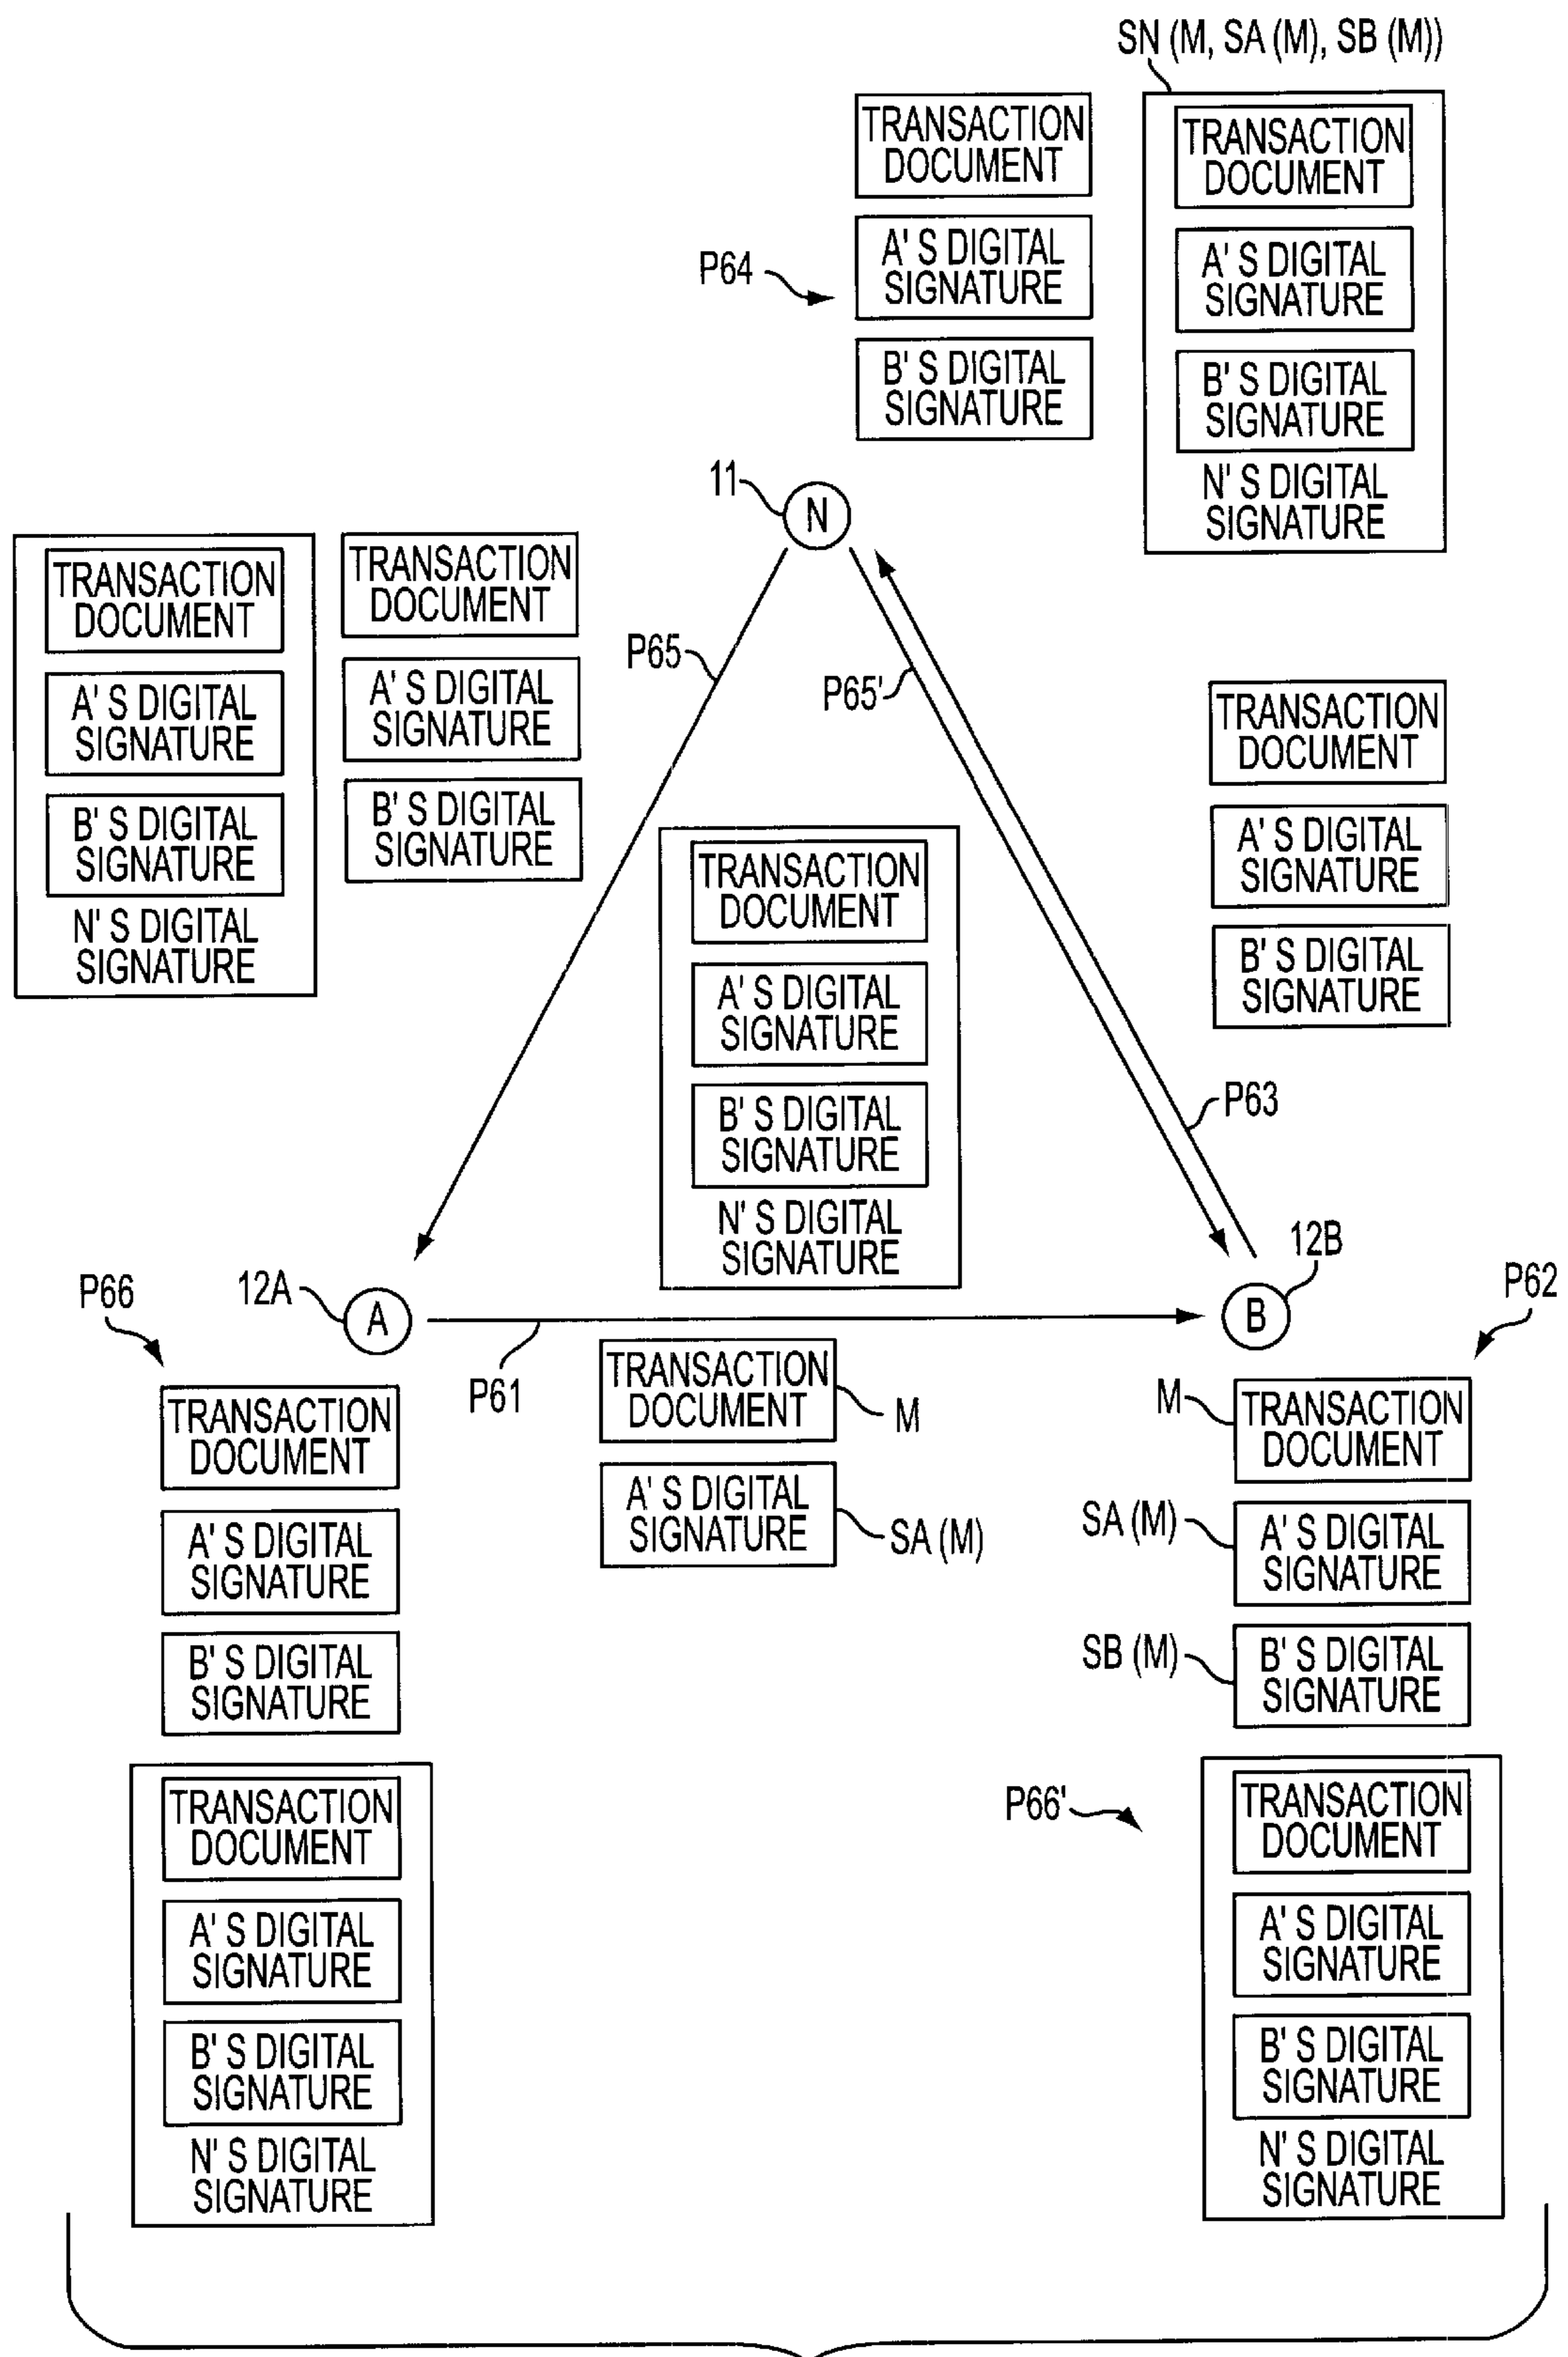 SN (M, SA (M), SB (M))
TRANSACTION
DOCUMENT
A' S DIGITAL
SIGNATURE
B' S DIGITAL
SIGNATURE
P64
TRANSACTION
DOCUMENT
A' S DIGITAL
SIGNATURE
B' S DIGITAL
SIGNATURE
N' S DIGITAL
SIGNATURE
11
N
TRANSACTION
DOCUMENT
A' S DIGITAL
SIGNATURE
B' S DIGITAL
SIGNATURE
N' S DIGITAL
SIGNATURE
TRANSACTION
DOCUMENT
A' S DIGITAL
SIGNATURE
B' S DIGITAL
SIGNATURE
P65
P65'
TRANSACTION
DOCUMENT
A' S DIGITAL
SIGNATURE
B' S DIGITAL
SIGNATURE
TRANSACTION
DOCUMENT
A' S DIGITAL
SIGNATURE
B' S DIGITAL
SIGNATURE
N' S DIGITAL
SIGNATURE
P63
12A
A
12B
B
P66
P62
P61
TRANSACTION
DOCUMENT
M
A' S DIGITAL
SIGNATURE
SA (M)
TRANSACTION
DOCUMENT
A' S DIGITAL
SIGNATURE
B' S DIGITAL
SIGNATURE
M
TRANSACTION
DOCUMENT
SA (M)
A' S DIGITAL
SIGNATURE
SB (M)
B' S DIGITAL
SIGNATURE
TRANSACTION
DOCUMENT
A' S DIGITAL
SIGNATURE
B' S DIGITAL
SIGNATURE
N' S DIGITAL
SIGNATURE
P66'
TRANSACTION
DOCUMENT
A' S DIGITAL
SIGNATURE
B' S DIGITAL
SIGNATURE
N' S DIGITAL
SIGNATURE